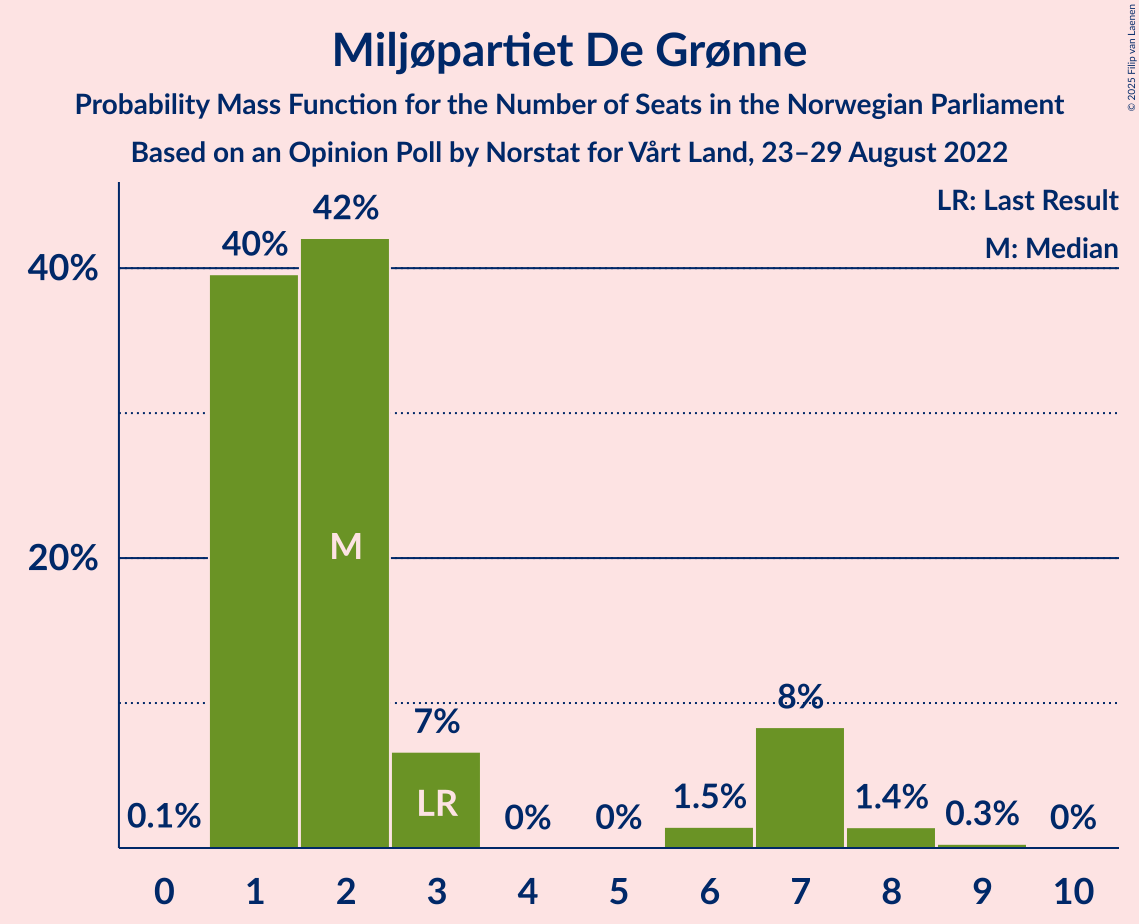 Miljøpartiet De Grønne
Probability Mass Function for the Number of Seats in the Norwegian Parliament
Based on an Opinion Poll by Norstat for Vårt Land, 23–29 August 2022
© 2025 Filip van Laenen
LR: Last Result
M: Median
40%
20%
0.1%
40%
42%
7%
0%
0%
1.5%
8%
1.4%
0.3%
0%
M
LR
0 1 2 3 4 5 6 7 8 9 10